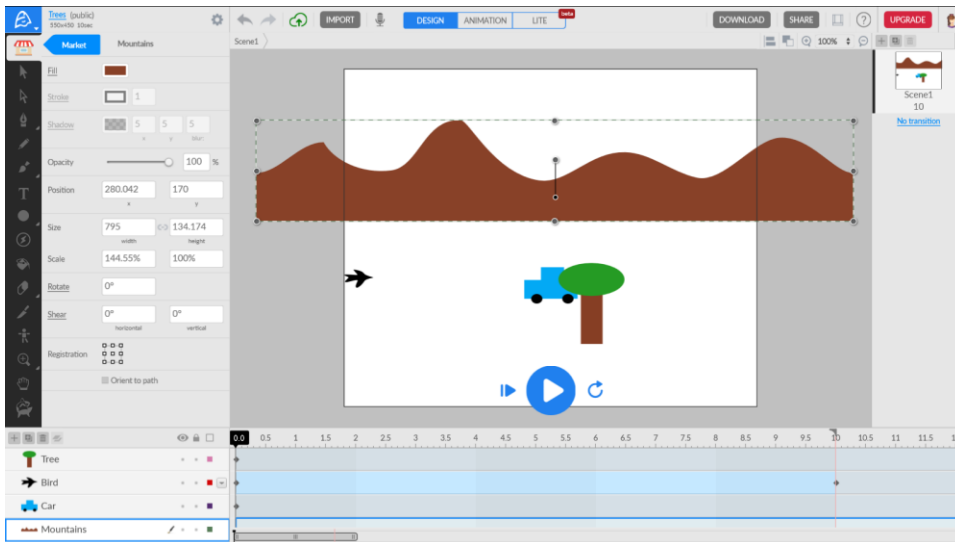 Trees (public)
550x450 10sec
IMPORT
DESIGN
ANIMATION
LITE
beta
DOWNLOAD
SHARE
?
UPGRADE
Market
Mountains
Scene1
100%
Fill
Stroke
1
Shadow
5
5
5
x
y
blur
Opacity
100 %
Position
280.042
170
x
y
Size
795
134.174
width
height
Scale
144.55%
100%
Rotate
0°
Shear
0°
0°
horizontal
vertical
Registration
Orient to path
Scene1
10
No transition
0.0 0.5 1 1.5 2 2.5 3 3.5 4 4.5 5 5.5 6 6.5 7 7.5 8 8.5 9 9.5 10 10.5 11 11.5
Tree
Bird
Car
Mountains